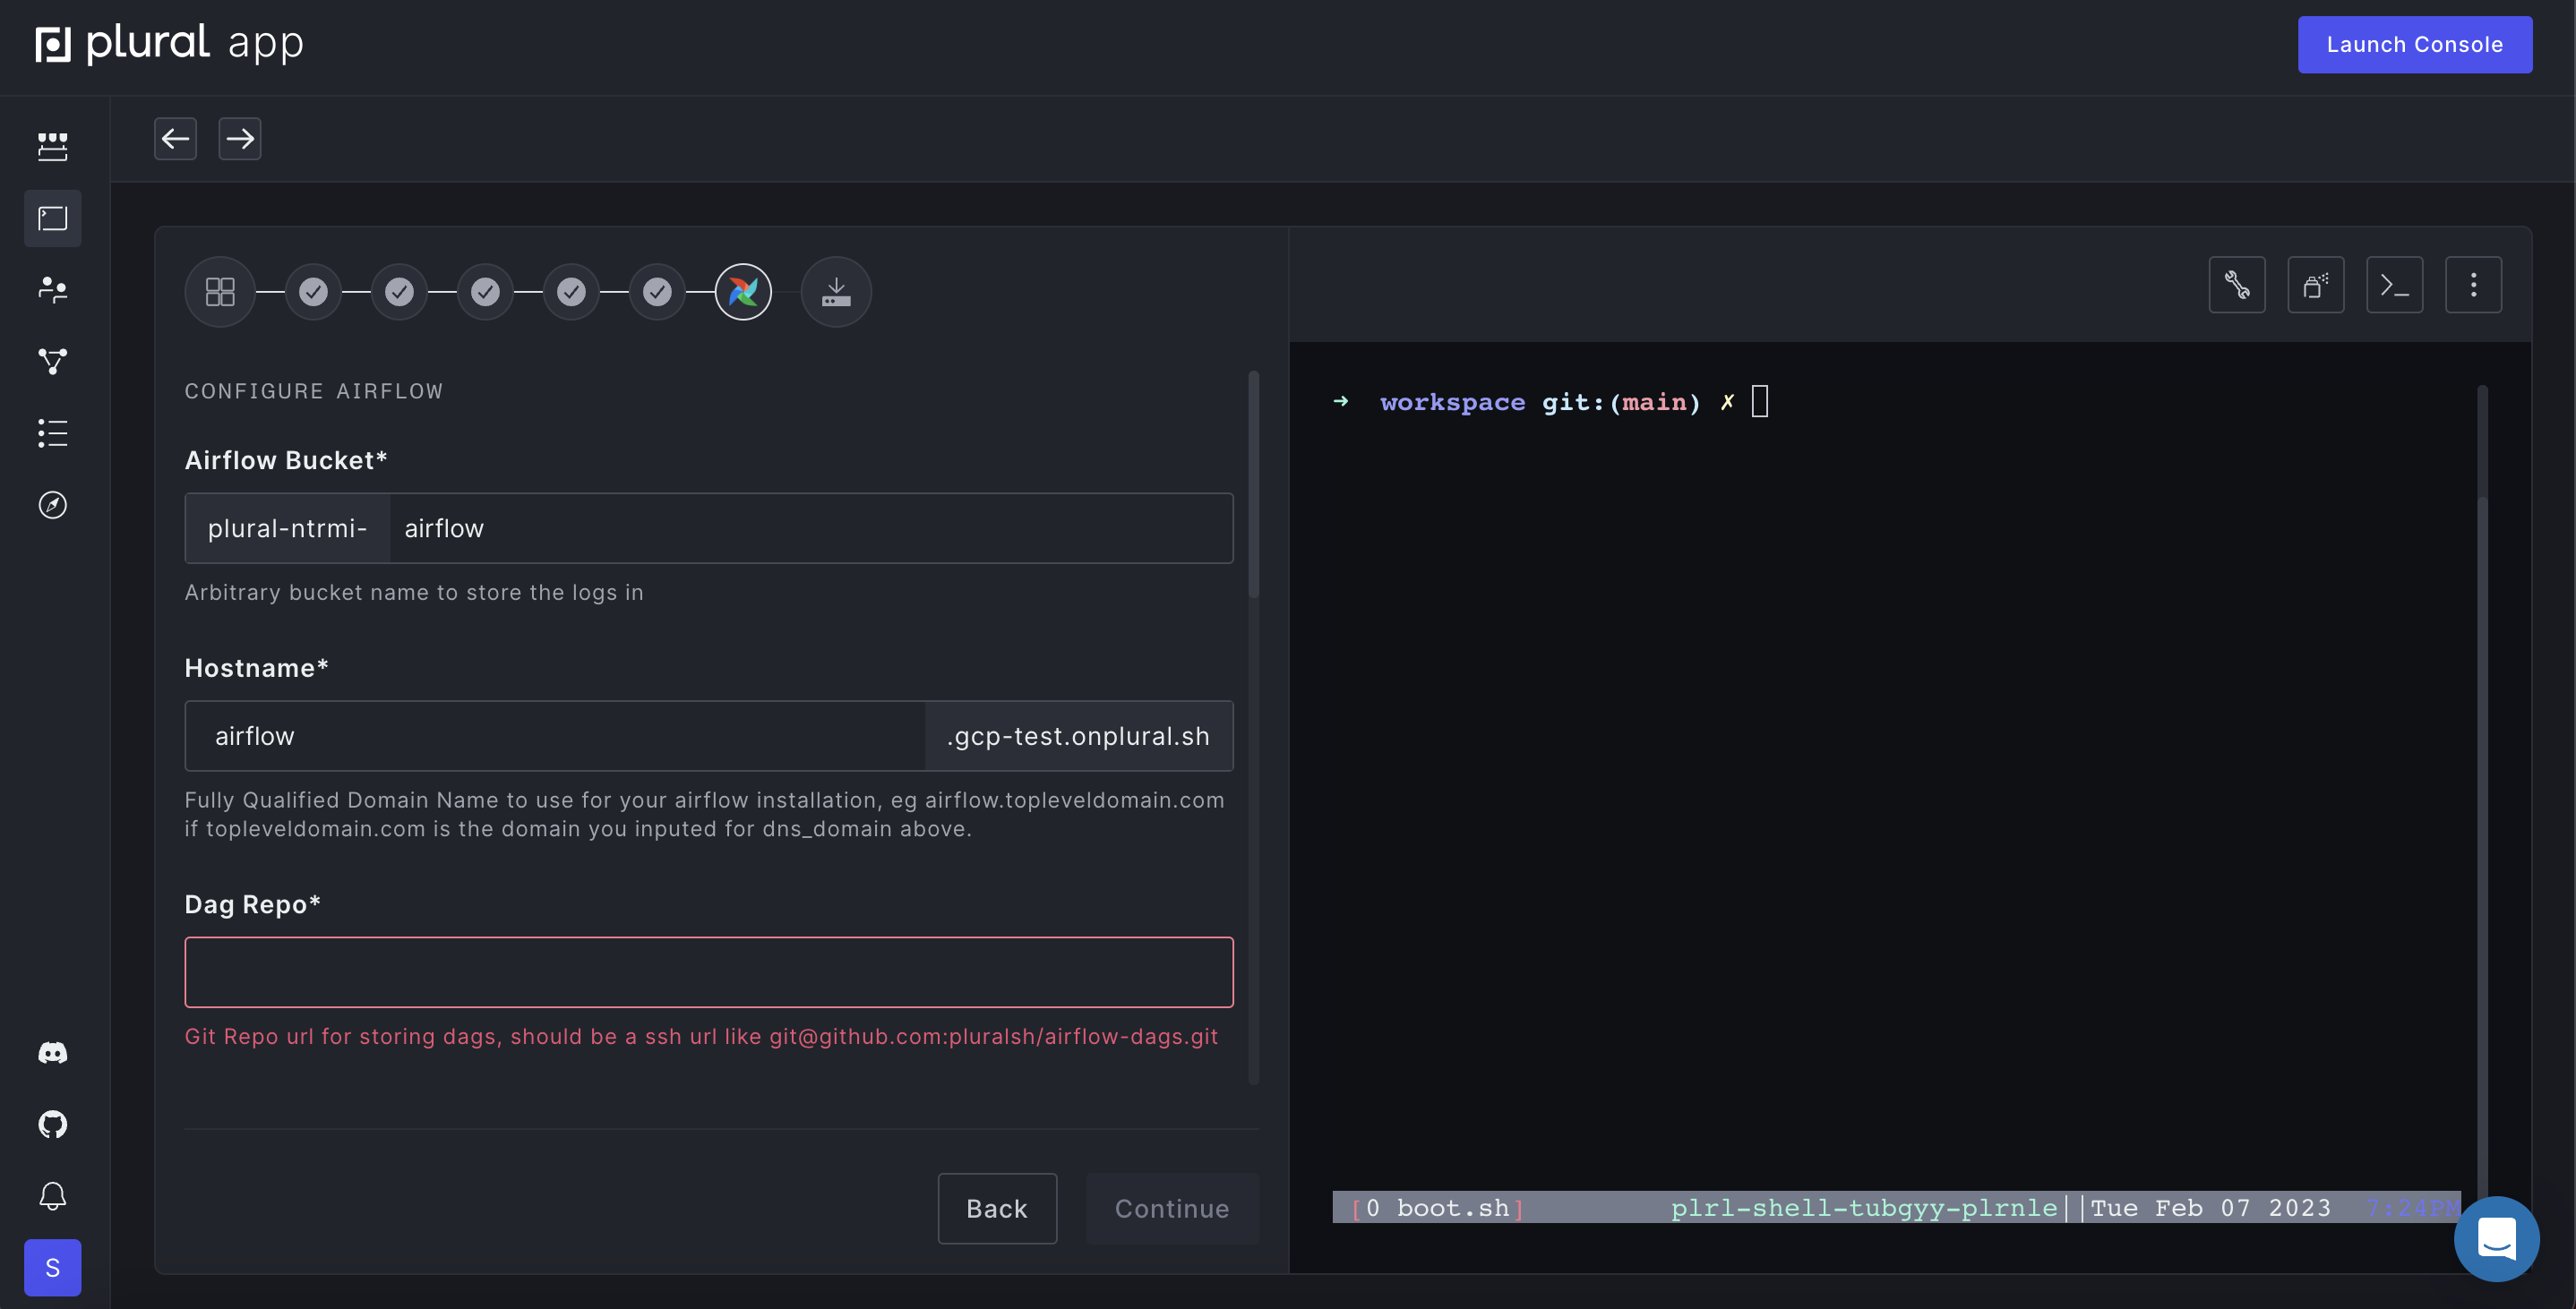 plural app
Launch Console
CONFIGURE AIRFLOW
Airflow Bucket*
plural-ntrmi- airflow
Arbitrary bucket name to store the logs in
Hostname*
airflow .gcp-test.onplural.sh
Fully Qualified Domain Name to use for your airflow installation, eg airflow.topleveldomain.com
if topleveldomain.com is the domain you inputed for dns_domain above.
Dag Repo*
Git Repo url for storing dags, should be a ssh url like git@github.com:pluralsh/airflow-dags.git
Back Continue
➜ workspace git:(main) ✗
[0 boot.sh] plrl-shell-tubgyy-plrnle||Tue Feb 07 2023 7:24PM
S